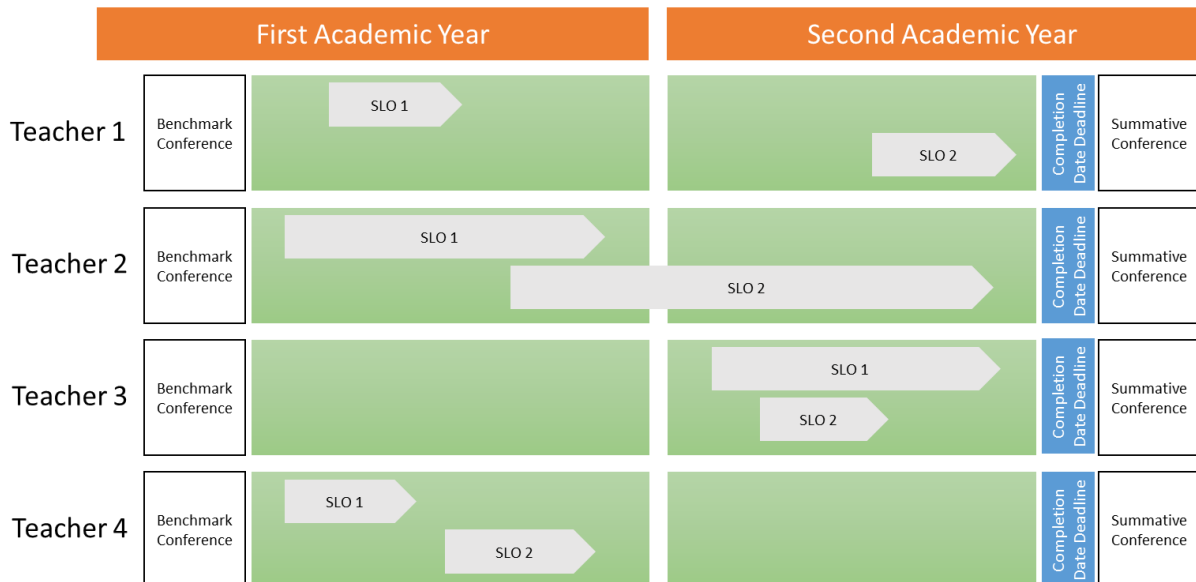 First Academic Year
Second Academic Year
Teacher 1
Benchmark
Conference
SLO 1
SLO 2
Completion
Date Deadline
Summative
Conference
Teacher 2
Benchmark
Conference
SLO 1
SLO 2
Completion
Date Deadline
Summative
Conference
Teacher 3
Benchmark
Conference
SLO 1
SLO 2
Completion
Date Deadline
Summative
Conference
Teacher 4
Benchmark
Conference
SLO 1
SLO 2
Completion
Date Deadline
Summative
Conference